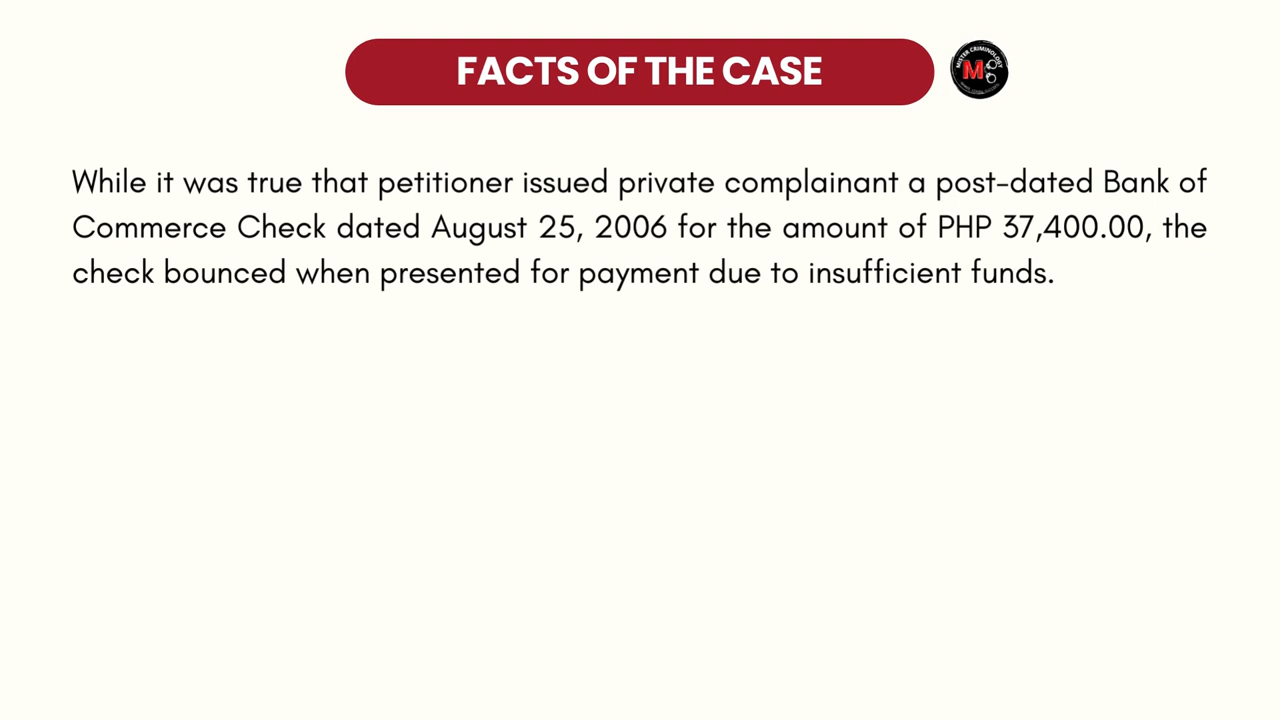 FACTS OF THE CASE
MISTER CRIMINOLOGY
M
While it was true that petitioner issued private complainant a post-dated Bank of
Commerce Check dated August 25, 2006 for the amount of PHP 37,400.00, the
check bounced when presented for payment due to insufficient funds.